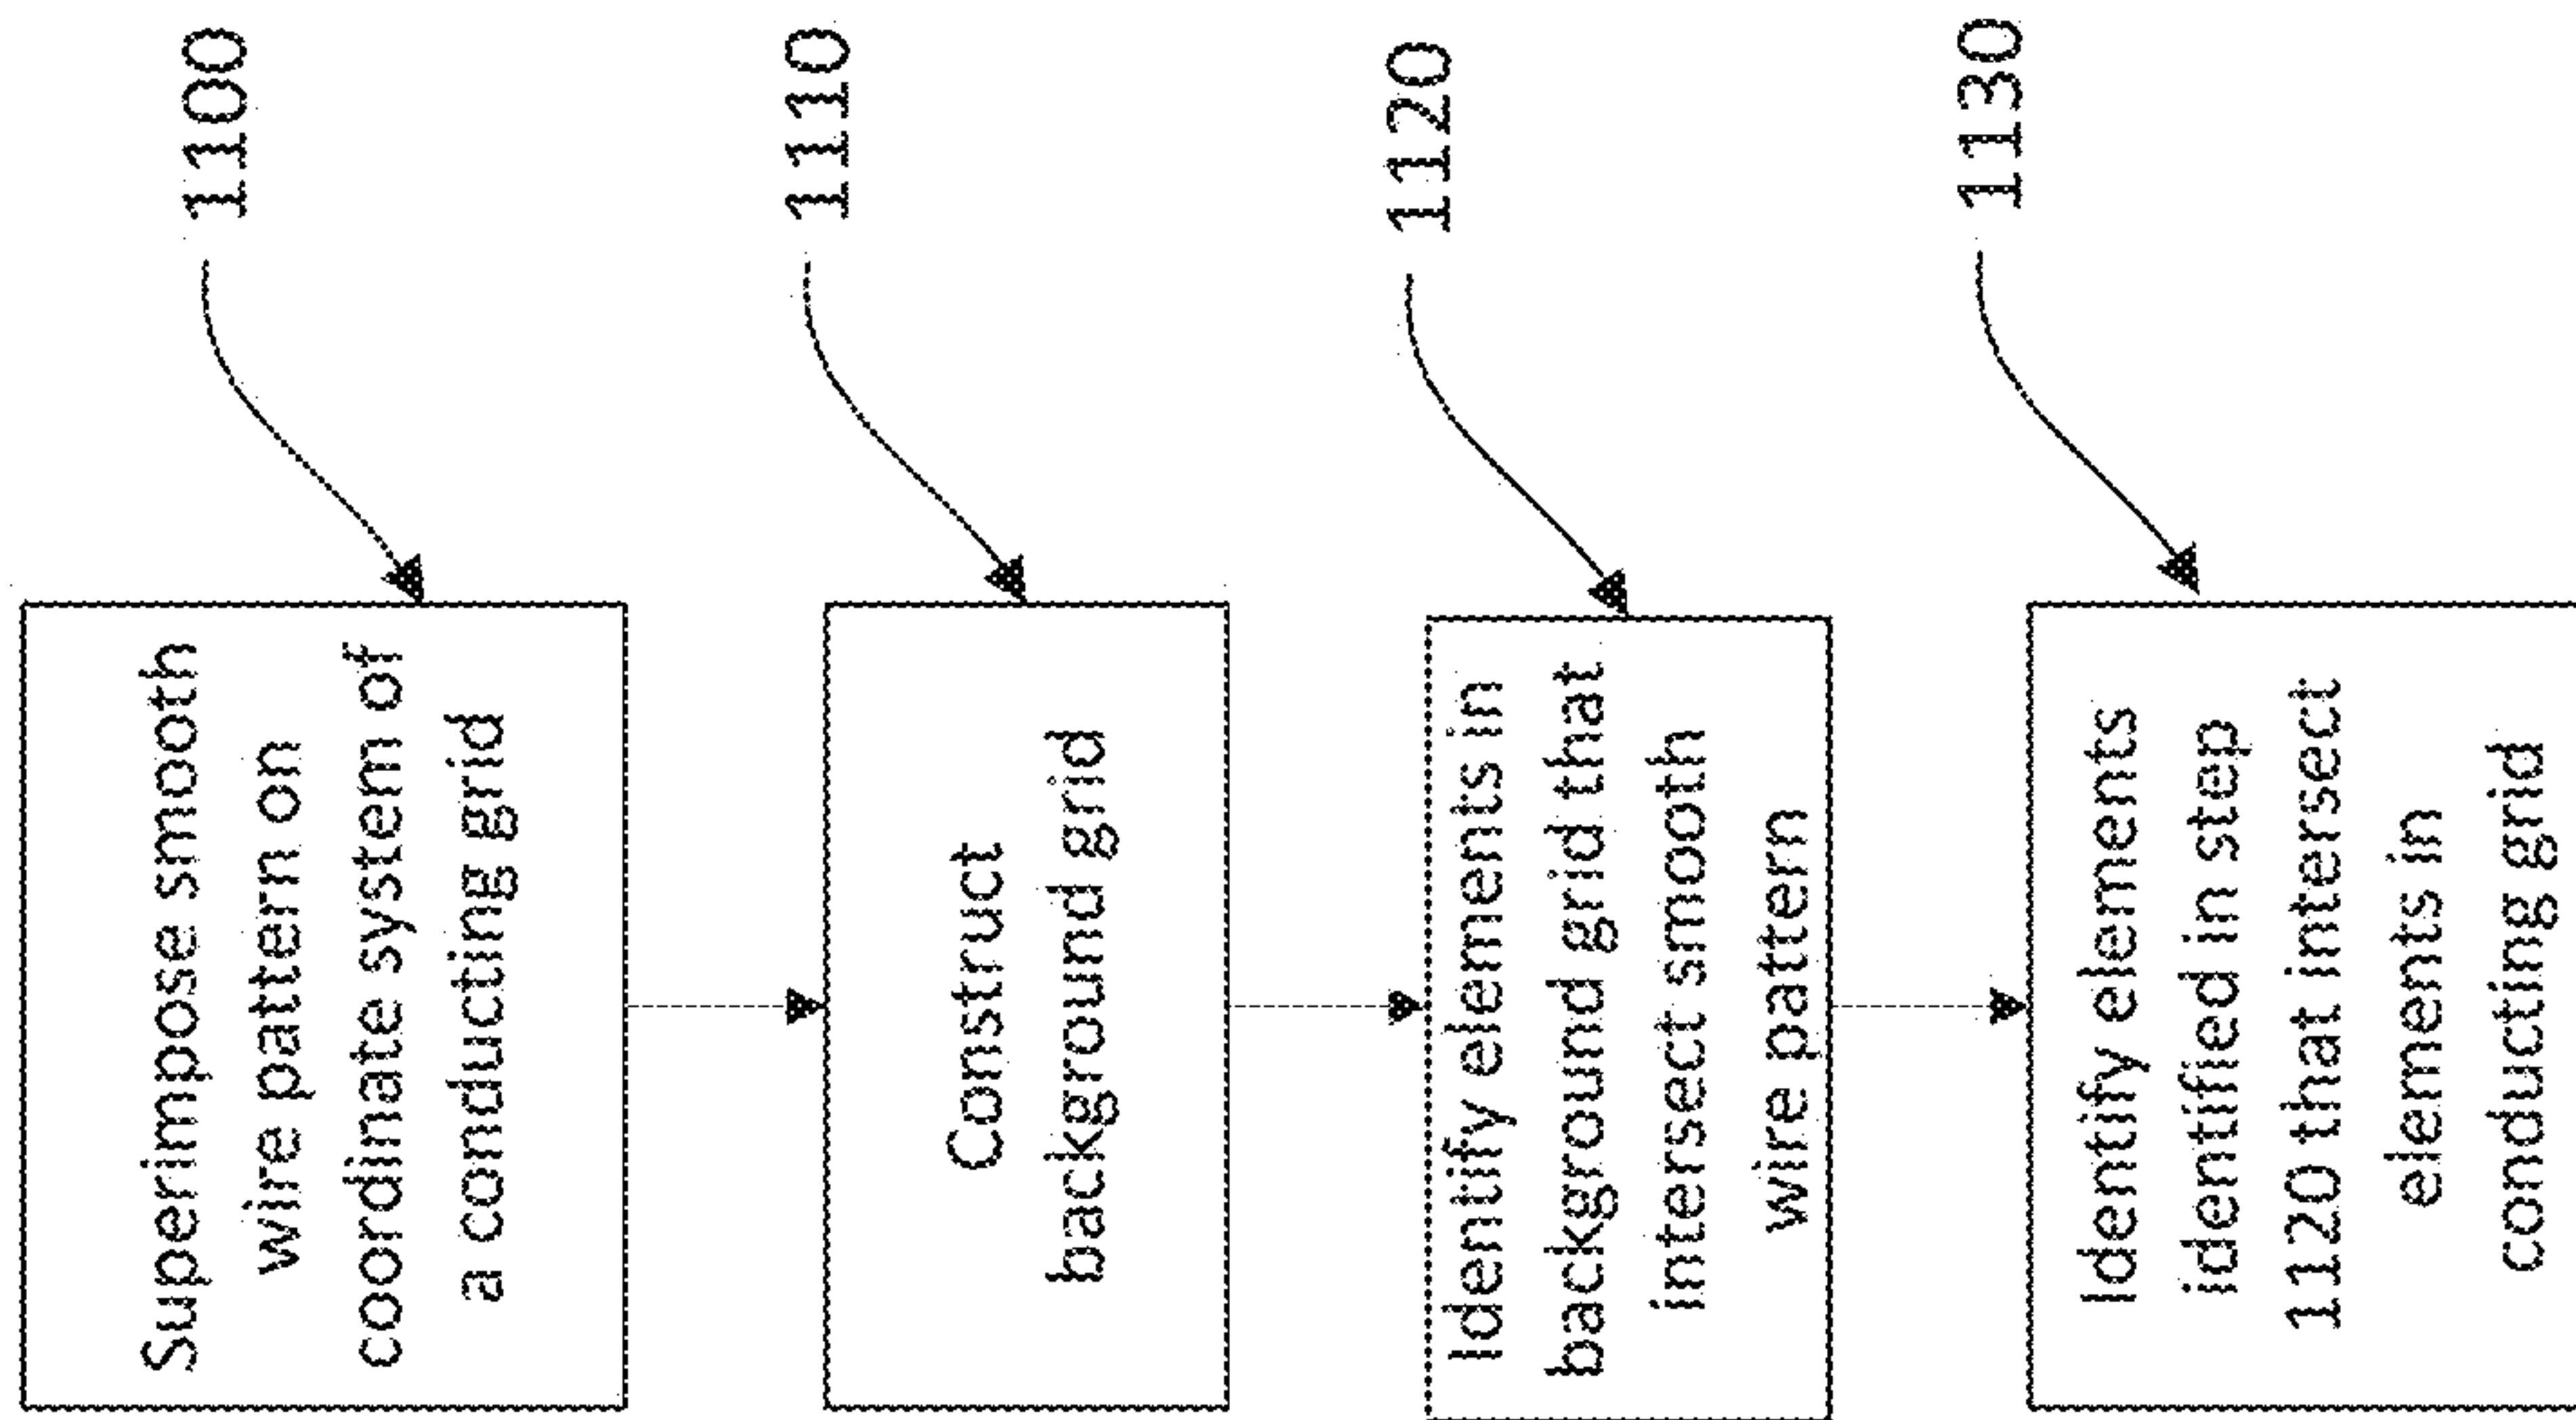 Superimpose smooth
wire pattern on
coordinate system of
a conducting grid
1100
Construct
background grid
1110
Identify elements in
background grid that
intersect smooth
wire pattern
1120
Identify elements
identified in step
1120 that intersect
elements in
conducting grid
1130